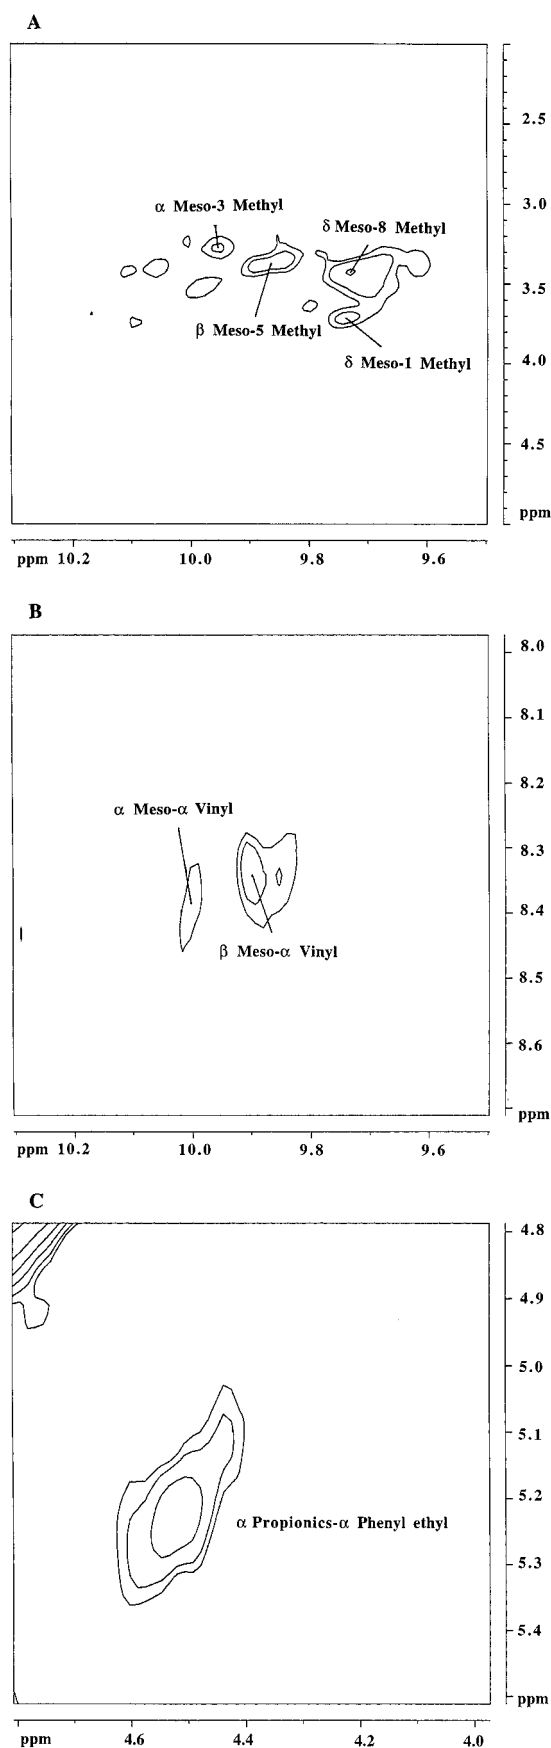 A
2.5
3.0
α Meso-3 Methyl
δ Meso-8 Methyl
3.5
β Meso-5 Methyl
δ Meso-1 Methyl
4.0
4.5
ppm
ppm 10.2 10.0 9.8 9.6
B
8.0
8.1
8.2
α Meso-α Vinyl
8.3
8.4
β Meso-α Vinyl
8.5
8.6
ppm
ppm 10.2 10.0 9.8 9.6
C
4.8
4.9
5.0
5.1
5.2
α Propionics-α Phenyl ethyl
5.3
5.4
ppm
ppm 4.6 4.4 4.2 4.0